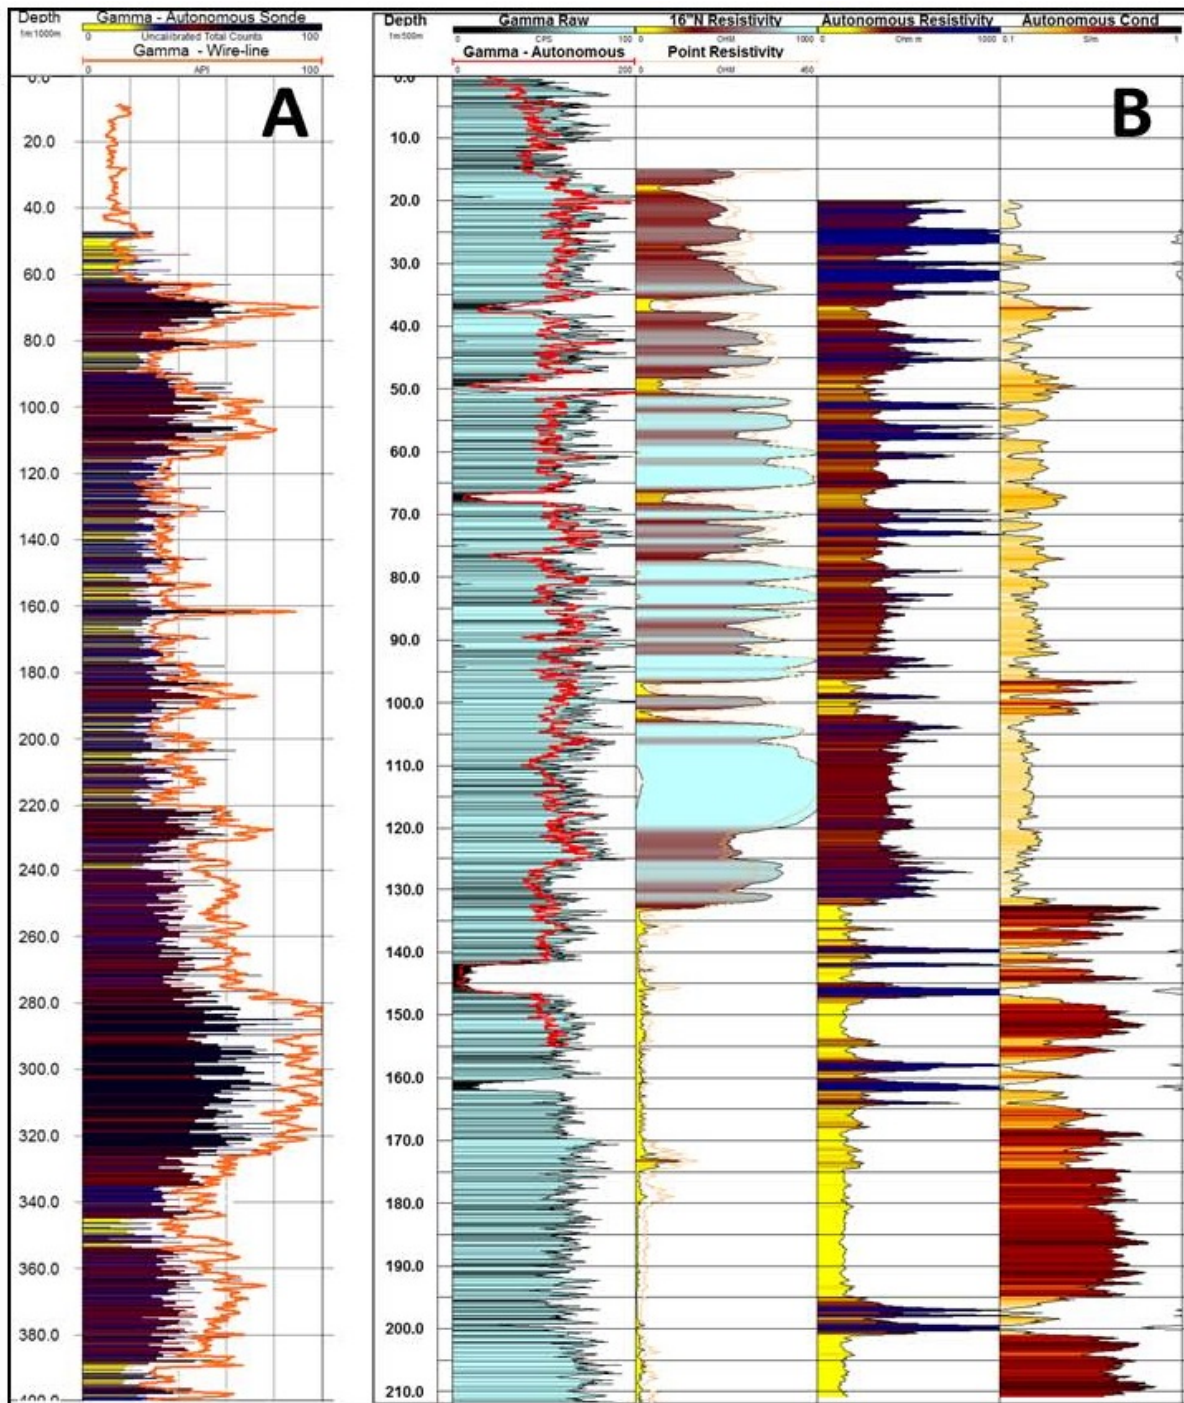 Depth
1m:1000m
Gamma - Autonomous Sonde
0 Uncalibrated Total Counts 100
Gamma - Wire-line
0 API 100
A
20.0
40.0
60.0
80.0
100.0
120.0
140.0
160.0
180.0
200.0
220.0
240.0
260.0
280.0
300.0
320.0
340.0
360.0
380.0
Depth
1m:500m
Gamma Raw
CPS 100
Gamma - Autonomous
0 200
16"N Resistivity
0 OHM 1000
Point Resistivity
0 OHM 450
Autonomous Resistivity
0 Ohm m 1000
Autonomous Cond
0.1 S/m 1
B
10.0
20.0
30.0
40.0
50.0
60.0
70.0
80.0
90.0
100.0
110.0
120.0
130.0
140.0
150.0
160.0
170.0
180.0
190.0
200.0
210.0